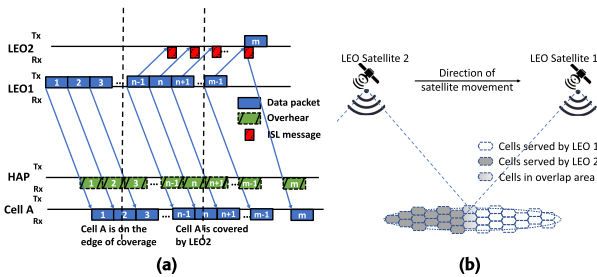 Tx
LEO2
Rx
m
Tx
LEO1
Rx
1 2 3 ... n-1 n n+1 ... m-1
Data packet
Overhear
ISL message
Tx
HAP
Rx
1 2 3 ... n-1 n n+1 ... m-1 m
Tx
Cell A
Rx
1 2 3 ... n-1 n n+1 ... m-1 m
Cell A is on the
edge of coverage
Cell A is covered
by LEO2
(a)
LEO Satellite 2
LEO Satellite 1
Direction of
satellite movement
Cells served by LEO 1
Cells served by LEO 2
Cells in overlap area
(b)